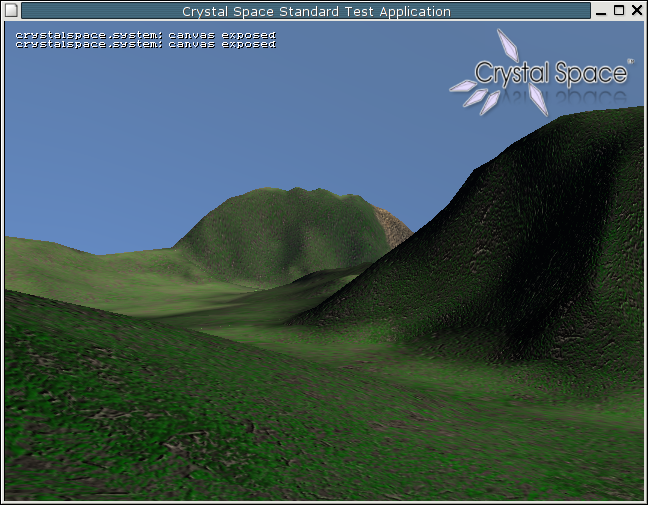 Crystal Space Standard Test Application
crystalspace.system: canvas exposed
crystalspace.system: canvas exposed
Crystal Space